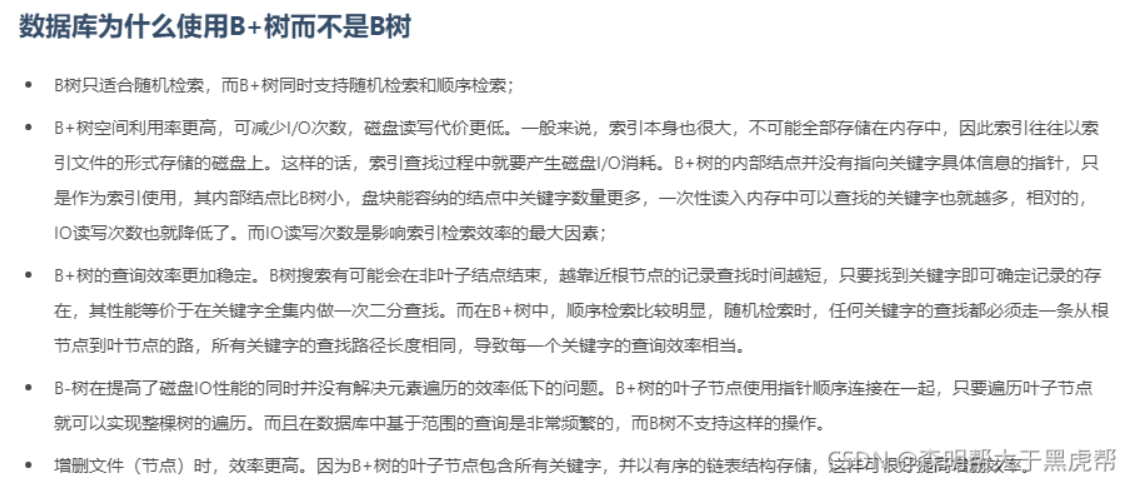 数据库为什么使用B+树而不是B树
B树只适合随机检索，而B+树同时支持随机检索和顺序检索；
B+树空间利用率更高，可减少I/O次数，磁盘读写代价更低。一般来说，索引本身也很大，不可能全部存储在内存中，因此索引往往以索
引文件的形式存储的磁盘上。这样的话，索引查找过程中就要产生磁盘I/O消耗。B+树的内部结点并没有指向关键字具体信息的指针，只
是作为索引使用，其内部结点比B树小，盘块能容纳的结点中关键字数量更多，一次性读入内存中可以查找的关键字也就越多，相对的，
IO读写次数也就降低了。而IO读写次数是影响索引检索效率的最大因素；
B+树的查询效率更加稳定。B树搜索有可能会在非叶子结点结束，越靠近根节点的记录查找时间越短，只要找到关键字即可确定记录的存
在，其性能等价于在关键字全集内做一次二分查找。而在B+树中，顺序检索比较明显，随机检索时，任何关键字的查找都必须走一条从根
节点到叶节点的路，所有关键字的查找路径长度相同，导致每一个关键字的查询效率相当。
B-树在提高了磁盘IO性能的同时并没有解决元素遍历的效率低下的问题。B+树的叶子节点使用指针顺序连接在一起，只要遍历叶子节点
就可以实现整棵树的遍历。而且在数据库中基于范围的查询是非常频繁的，而B树不支持这样的操作。
增删文件（节点）时，效率更高。因为B+树的叶子节点包含所有关键字，并以有序的链表结构存储，这样可很好提高增删效率。
CSDN @李明帮大于黑虎帮